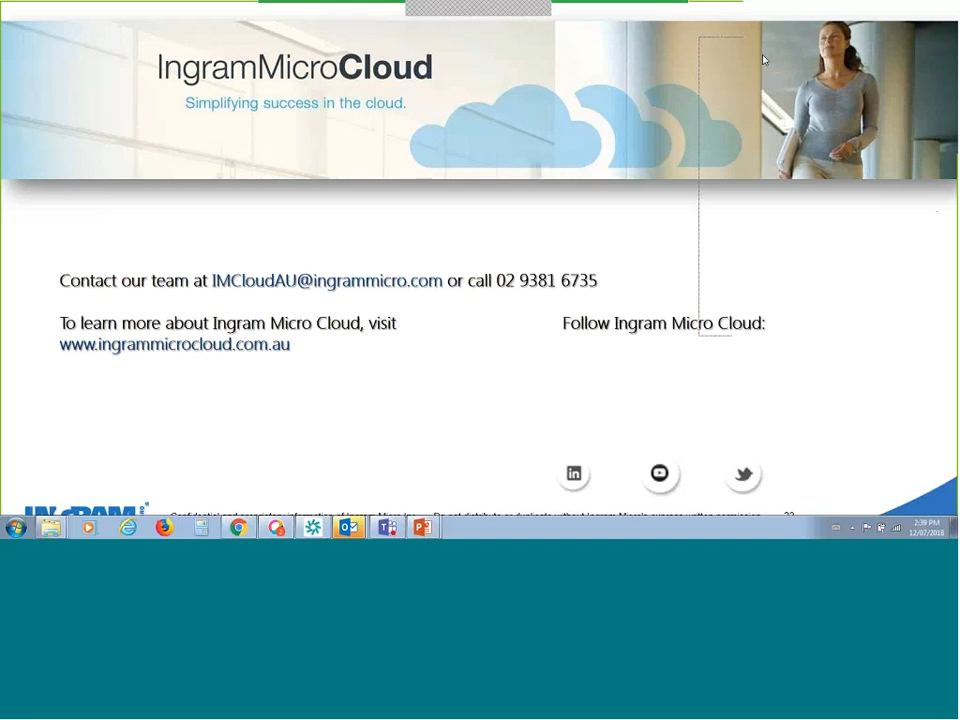 IngramMicroCloud
Simplifying success in the cloud.
Contact our team at IMCloudAU@ingrammicro.com or call 02 9381 6735
To learn more about Ingram Micro Cloud, visit
www.ingrammicrocloud.com.au
Follow Ingram Micro Cloud:
INGRAM
2:39 PM
12/07/2018